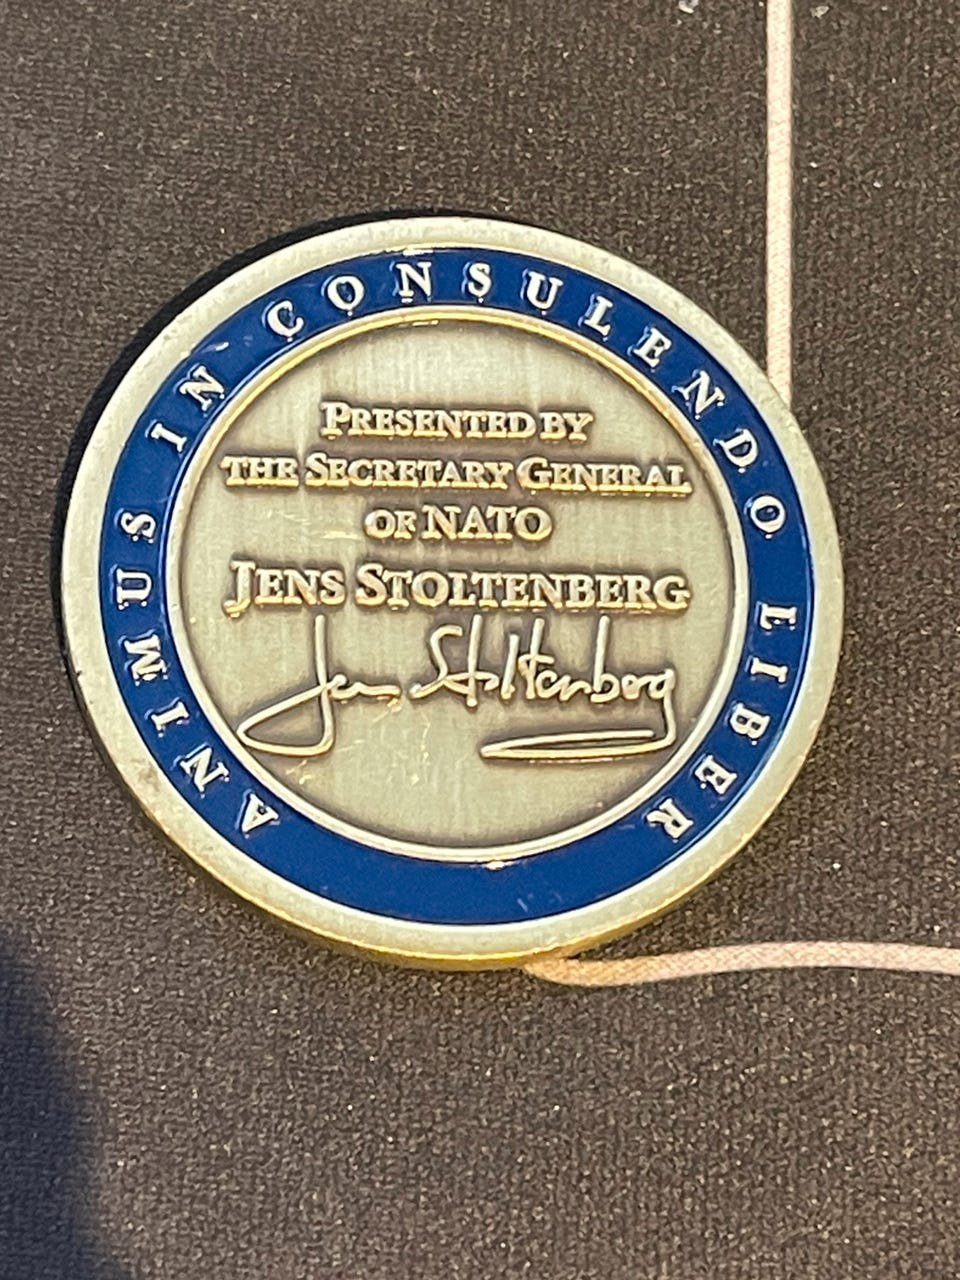 ANIMUS IN CONSULENDO LIBER
PRESENTED BY
THE SECRETARY GENERAL
OF NATO
JENS STOLTENBERG
Jens Stoltenberg